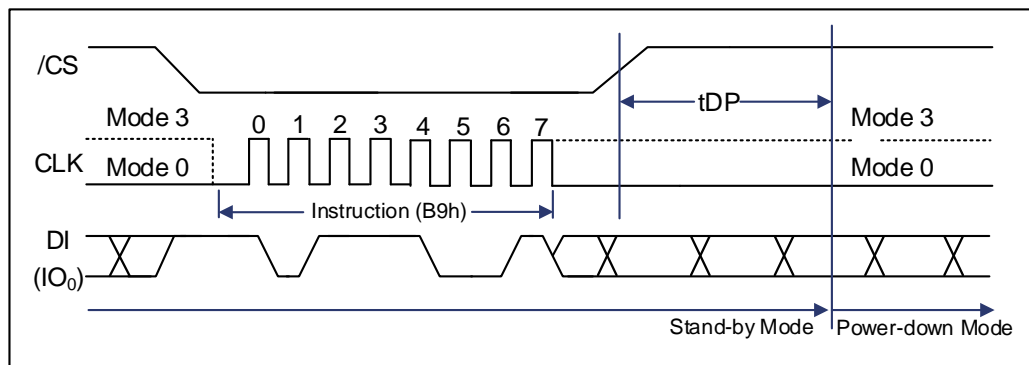 /CS
tDP
Mode 3
0 1 2 3 4 5 6 7
Mode 3
CLK
Mode 0
Mode 0
Instruction (B9h)
DI
(IO₀)
Stand-by Mode
Power-down Mode